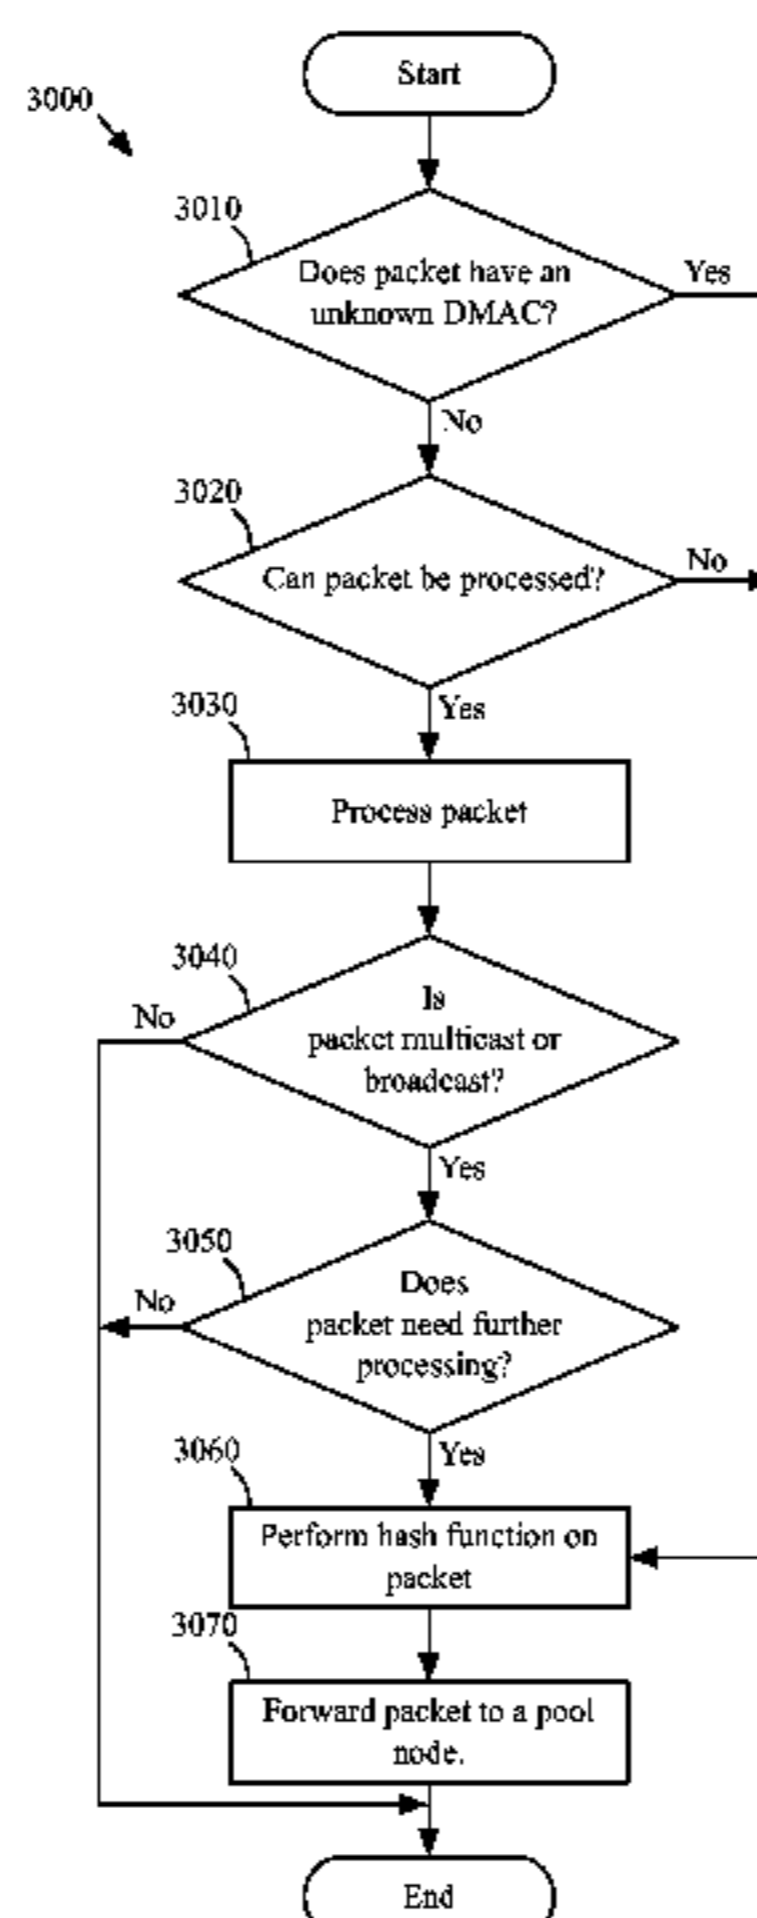 Start
3000
3010
Does packet have an
unknown DMAC?
Yes
No
3020
Can packet be processed?
No
Yes
3030
Process packet
3040
No
Is
packet multicast or
broadcast?
Yes
3050
No
Does
packet need further
processing?
Yes
3060
Perform hash function on
packet
3070
Forward packet to a pool
node.
End